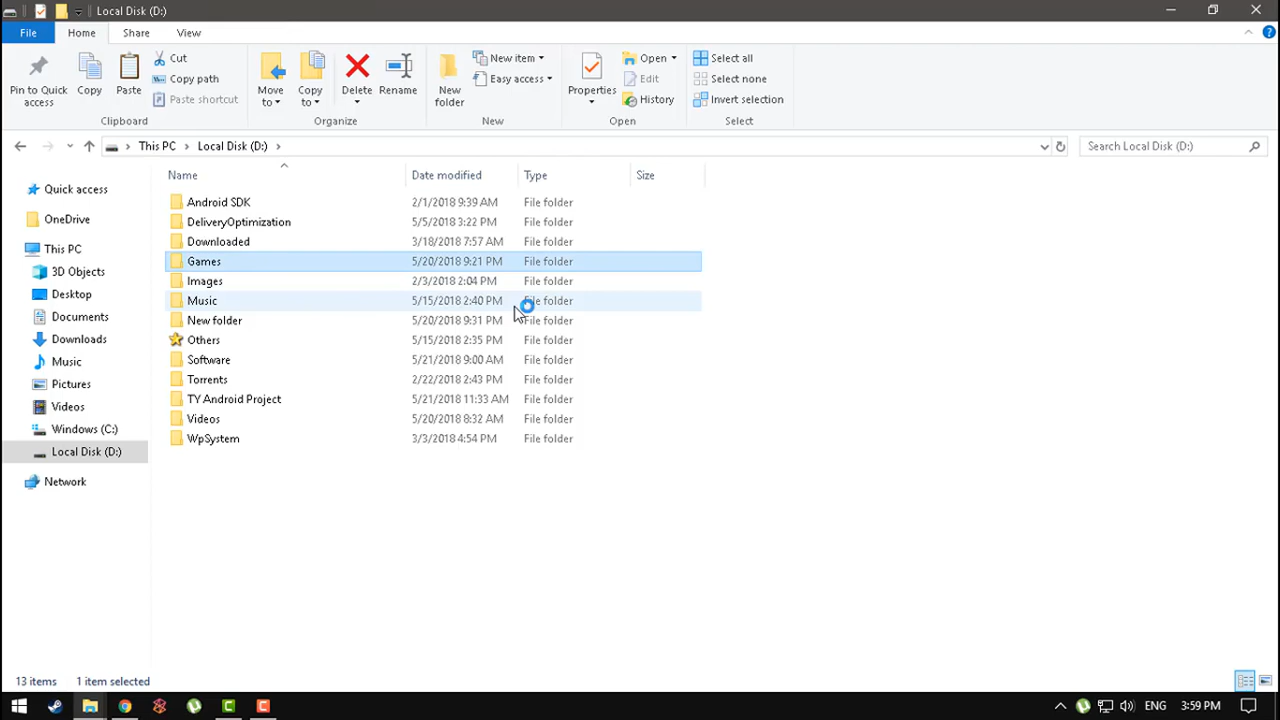 Local Disk (D:)
File Home Share View
Pin to Quick access
Copy
Paste
Cut
Copy path
Paste shortcut
Move to
Copy to
Delete
Rename
New folder
New item
Easy access
Properties
Open
Edit
History
Select all
Select none
Invert selection
Clipboard Organize New Open Select
This PC Local Disk (D:) Search Local Disk (D:)
Name Date modified Type Size
Quick access
OneDrive
This PC
3D Objects
Desktop
Documents
Downloads
Music
Pictures
Videos
Windows (C:)
Local Disk (D:)
Network
Android SDK 2/1/2018 9:39 AM File folder
DeliveryOptimization 5/5/2018 3:22 PM File folder
Downloaded 3/18/2018 7:57 AM File folder
Games 5/20/2018 9:21 PM File folder
Images 2/3/2018 2:04 PM File folder
Music 5/15/2018 2:40 PM File folder
New folder 5/20/2018 9:31 PM File folder
Others 5/15/2018 2:35 PM File folder
Software 5/21/2018 9:00 AM File folder
Torrents 2/22/2018 2:43 PM File folder
TY Android Project 5/21/2018 11:33 AM File folder
Videos 5/20/2018 8:32 AM File folder
WpSystem 3/3/2018 4:54 PM File folder
13 items 1 item selected
ENG 3:59 PM